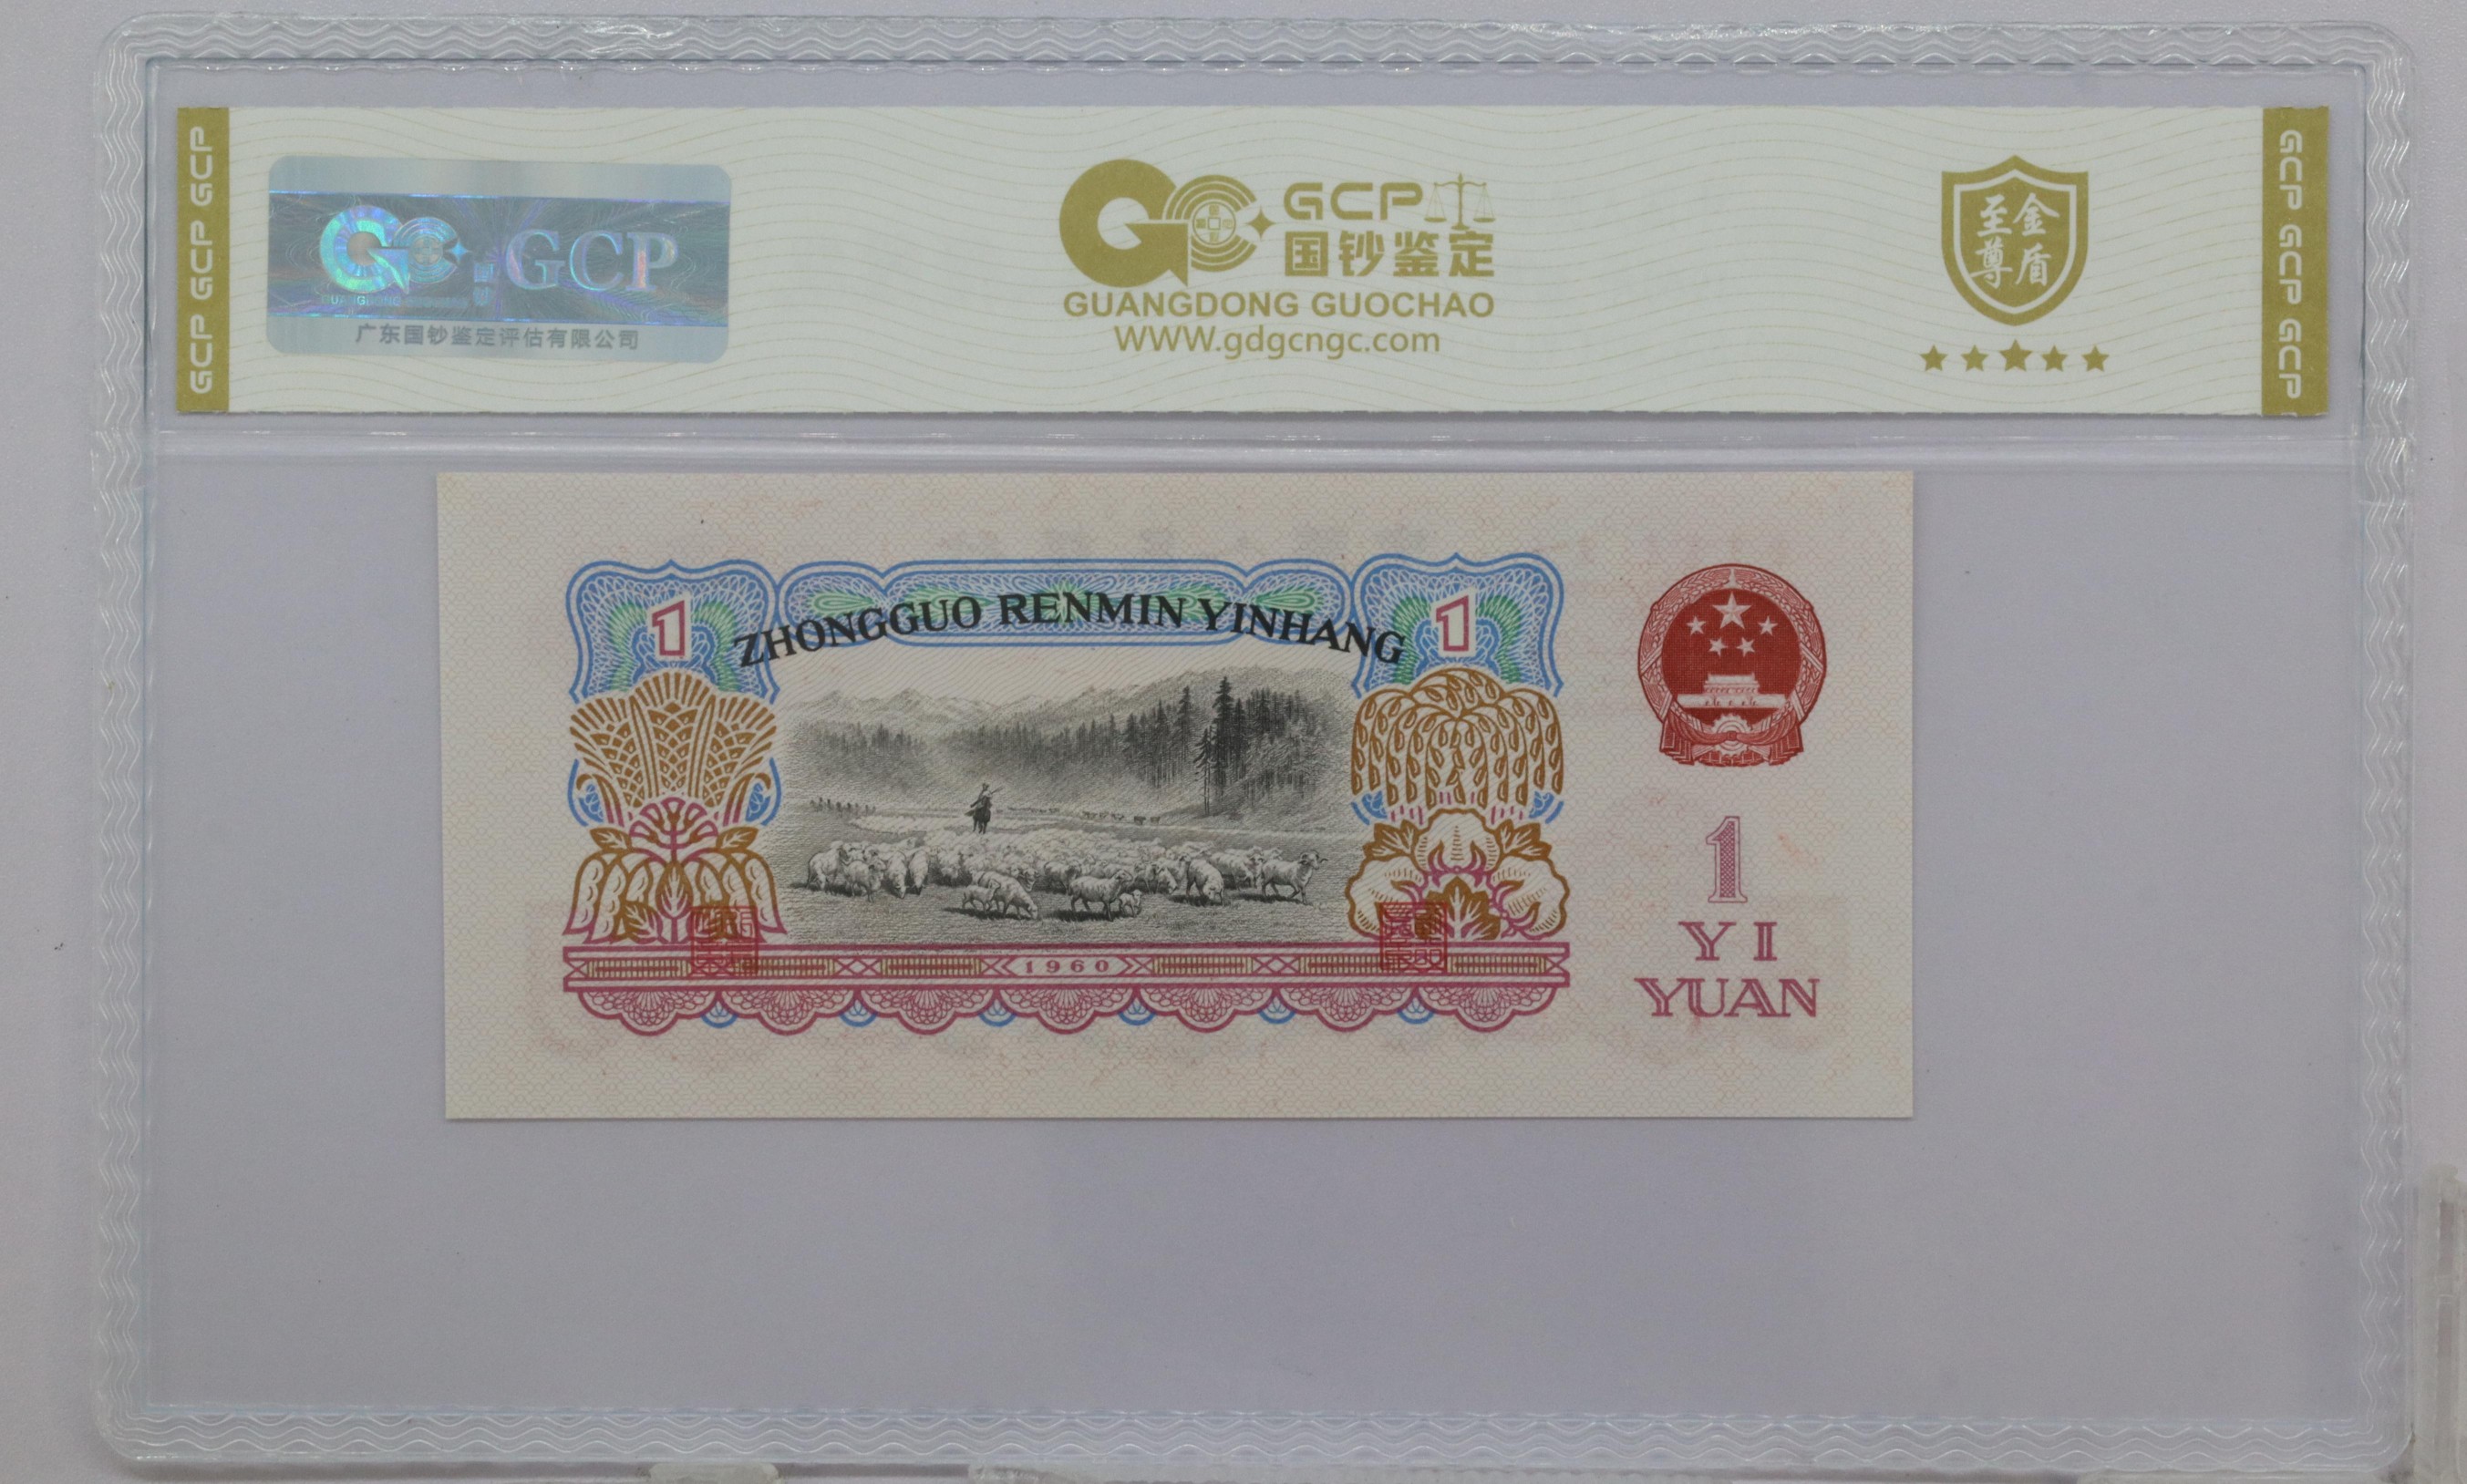 GCP GCP GCP
GCP
GUANGDONG GUOCHAO
广东国钞鉴定评估有限公司
GCP
国钞鉴定
GUANGDONG GUOCHAO
WWW.gdgcngc.com
至金
尊盾
GCP GCP GCP
1
ZHONGGUO RENMIN YINHANG
1
1960
1
YI
YUAN